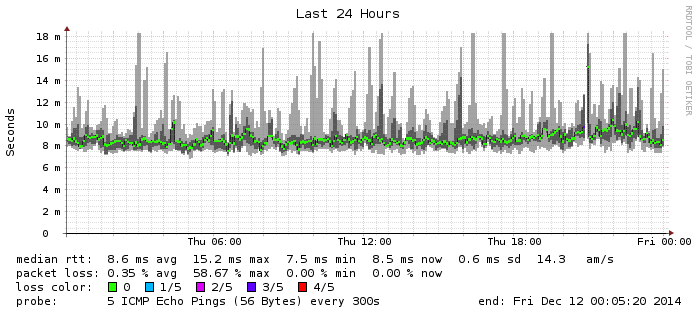 Last 24 Hours
RRDTOOL / TOBI OETIKER
Seconds
18 m
16 m
14 m
12 m
10 m
8 m
6 m
4 m
2 m
0
Thu 06:00 Thu 12:00 Thu 18:00 Fri 00:00
median rtt: 8.6 ms avg 15.2 ms max 7.5 ms min 8.5 ms now 0.6 ms sd 14.3 am/s
packet loss: 0.35 % avg 58.67 % max 0.00 % min 0.00 % now
loss color: 0 1/5 2/5 3/5 4/5
probe: 5 ICMP Echo Pings (56 Bytes) every 300s end: Fri Dec 12 00:05:20 2014